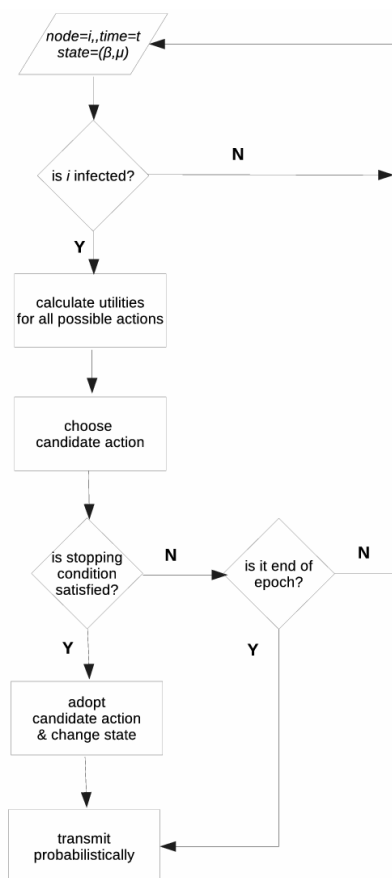 node=i,,time=t
state=(β,μ)
is i infected?
N
Y
calculate utilities
for all possible actions
choose
candidate action
is stopping
condition
satisfied?
N
is it end of
epoch?
N
Y
Y
adopt
candidate action
& change state
transmit
probabilistically